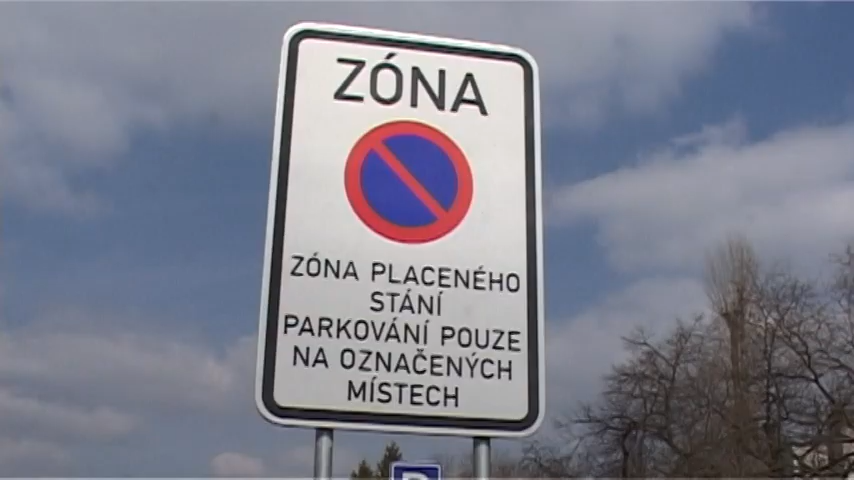 ZÓNA
ZÓNA PLACENÉHO
STÁNÍ
PARKOVÁNÍ POUZE
NA OZNAČENÝCH
MÍSTECH
P